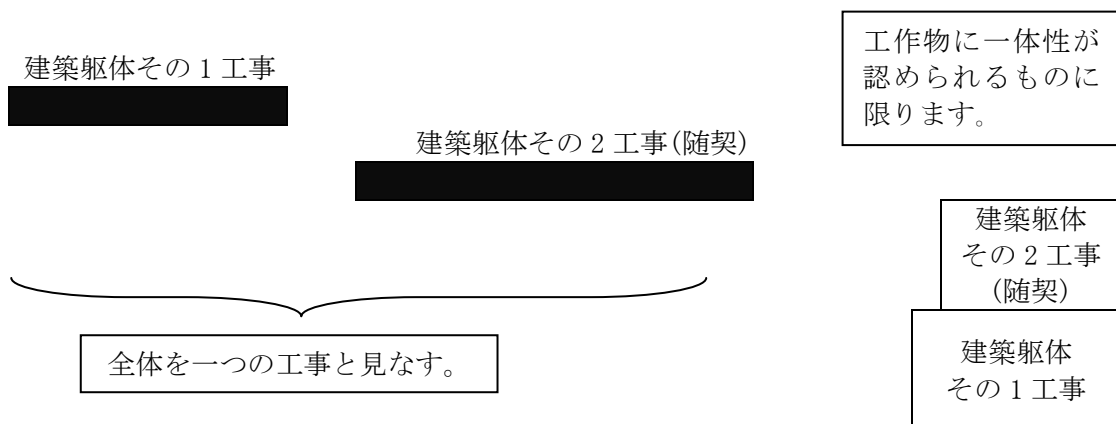 建築躯体その１工事
工作物に一体性が
認められるものに
限ります。
建築躯体その２工事(随契)
建築躯体
その２工事
(随契)
全体を一つの工事と見なす。
建築躯体
その１工事